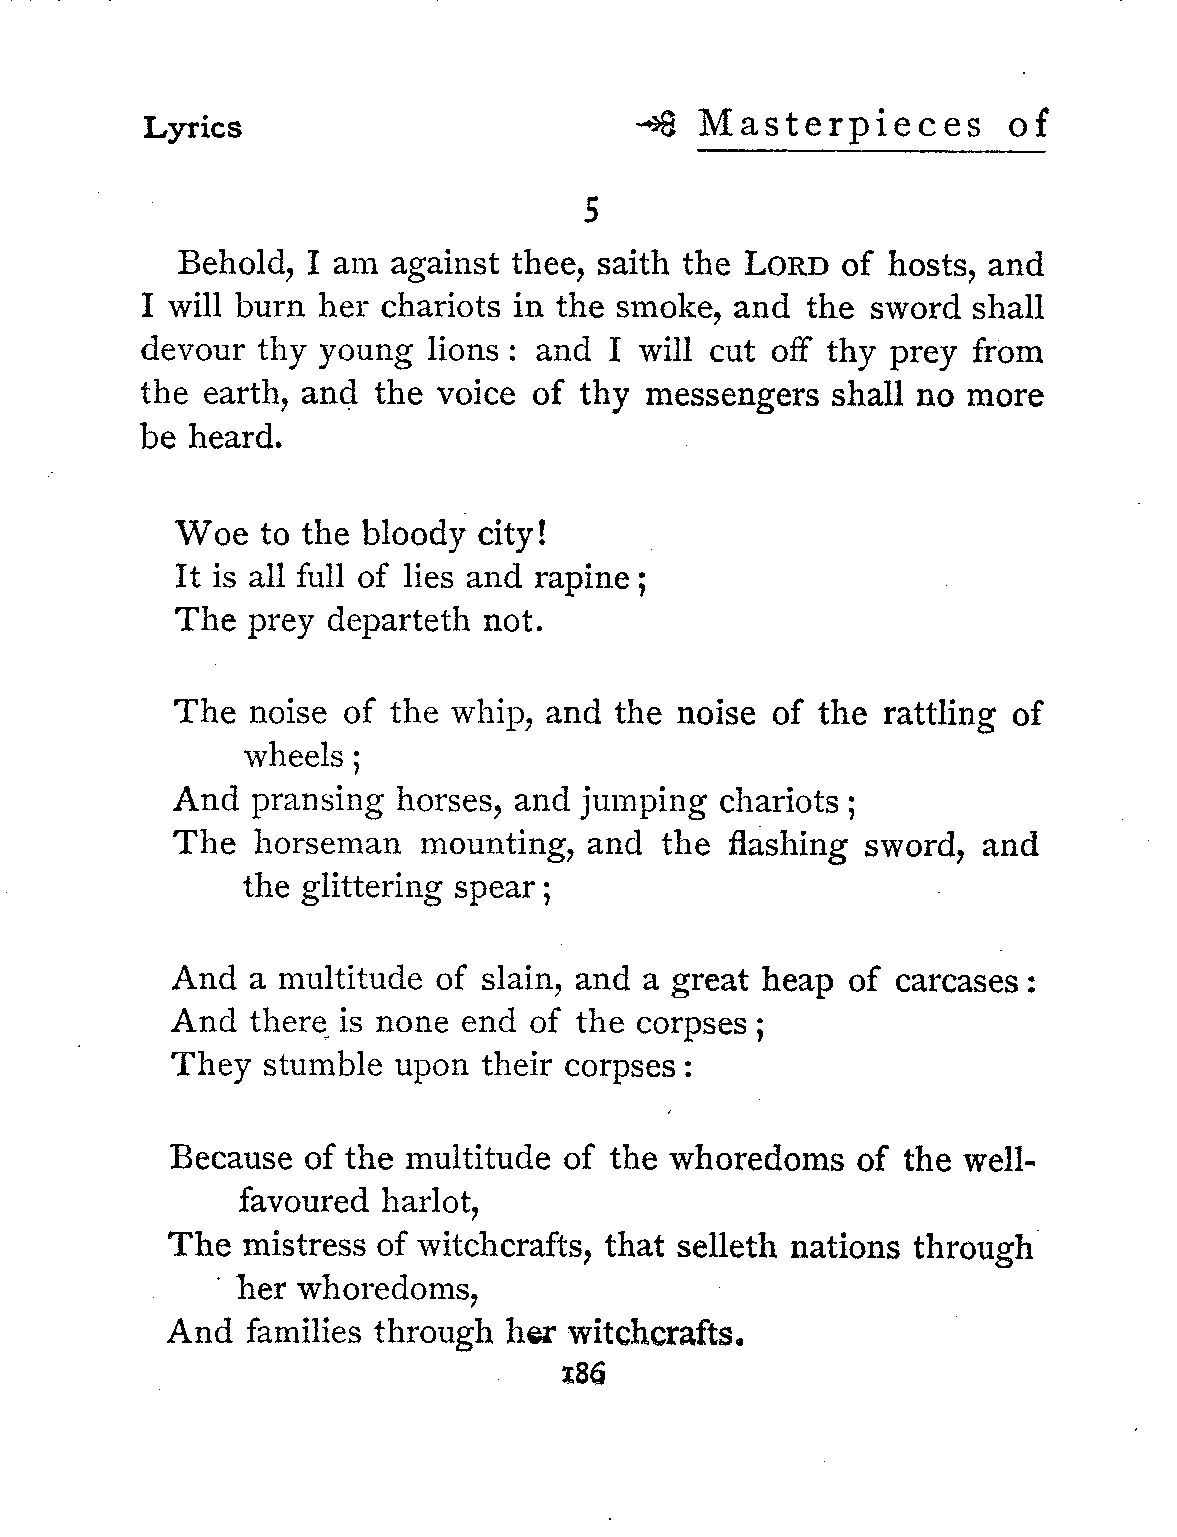 Lyrics Masterpieces of
5
Behold, I am against thee, saith the LORD of hosts, and
I will burn her chariots in the smoke, and the sword shall
devour thy young lions : and I will cut off thy prey from
the earth, and the voice of thy messengers shall no more
be heard.
Woe to the bloody city!
It is all full of lies and rapine ;
The prey departeth not.
The noise of the whip, and the noise of the rattling of
wheels ;
And pransing horses, and jumping chariots ;
The horseman mounting, and the flashing sword, and
the glittering spear ;
And a multitude of slain, and a great heap of carcases :
And there is none end of the corpses ;
They stumble upon their corpses :
Because of the multitude of the whoredoms of the well-
favoured harlot,
The mistress of witchcrafts, that selleth nations through
her whoredoms,
And families through her witchcrafts.
186